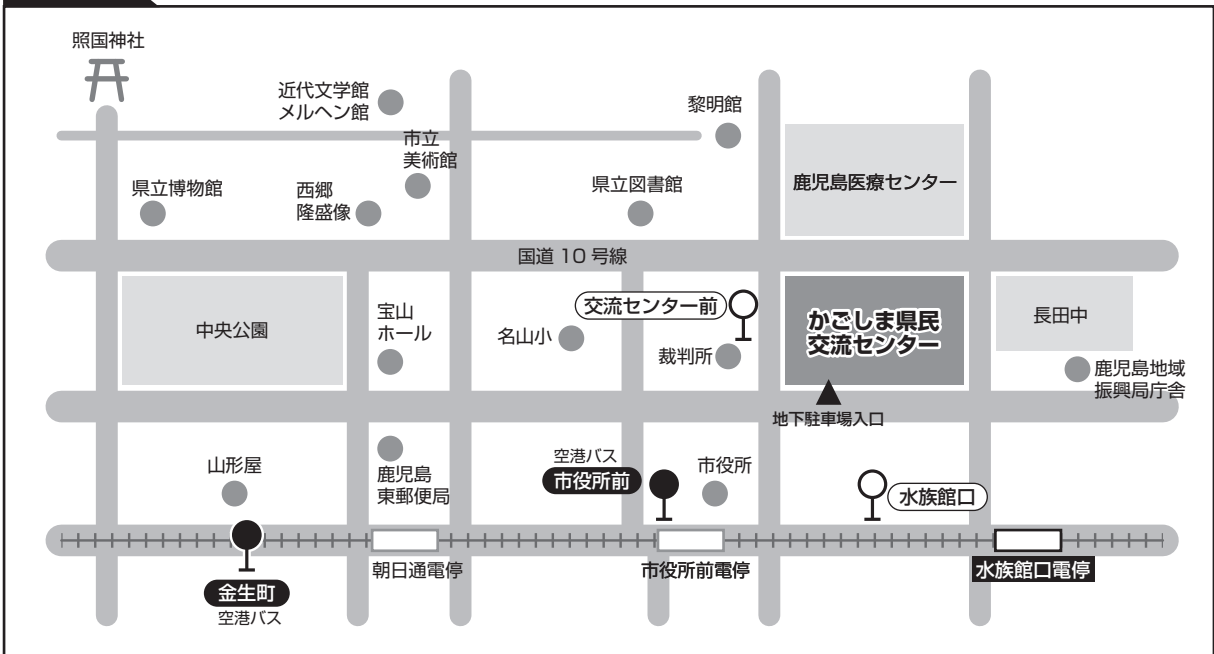 照国神社
近代文学館
メルヘン館
市立
美術館
黎明館
県立博物館
西郷
隆盛像
県立図書館
鹿児島医療センター
国道 10 号線
中央公園
宝山
ホール
名山小
交流センター前
裁判所
かごしま県民
交流センター
長田中
鹿児島地域
振興局庁舎
地下駐車場入口
山形屋
鹿児島
東郵便局
空港バス
市役所前
市役所
水族館口
金生町
空港バス
朝日通電停
市役所前電停
水族館口電停